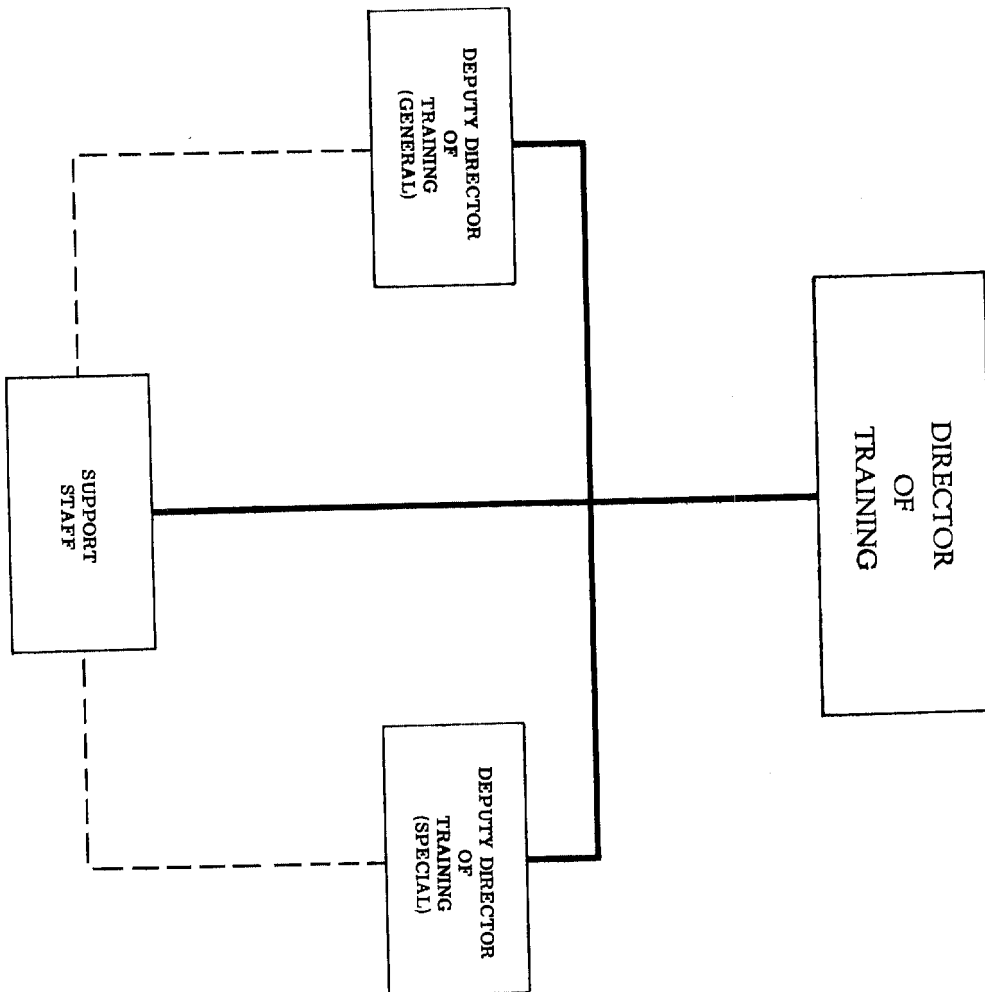 DIRECTOR
OF
TRAINING
DEPUTY DIRECTOR
OF
TRAINING
(GENERAL)
DEPUTY DIRECTOR
OF
TRAINING
(SPECIAL)
SUPPORT
STAFF